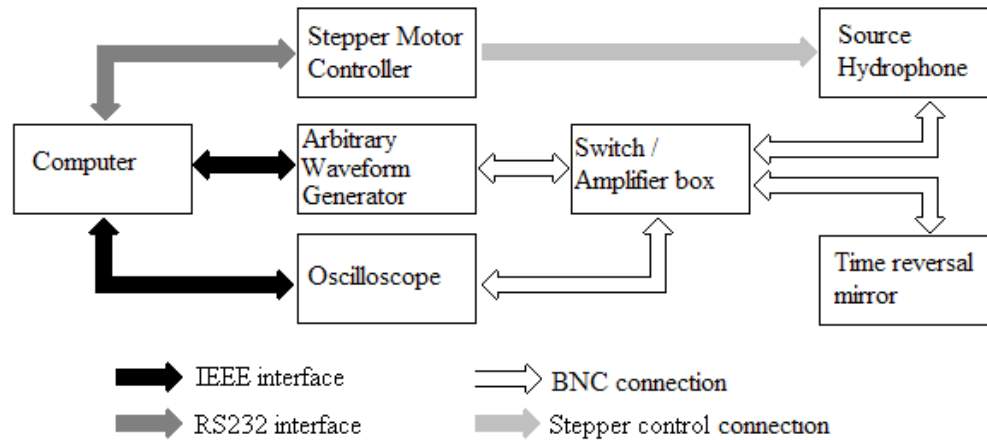 Stepper Motor
Controller
Source
Hydrophone
Computer
Arbitrary
Waveform
Generator
Switch /
Amplifier box
Oscilloscope
Time reversal
mirror
IEEE interface
BNC connection
RS232 interface
Stepper control connection